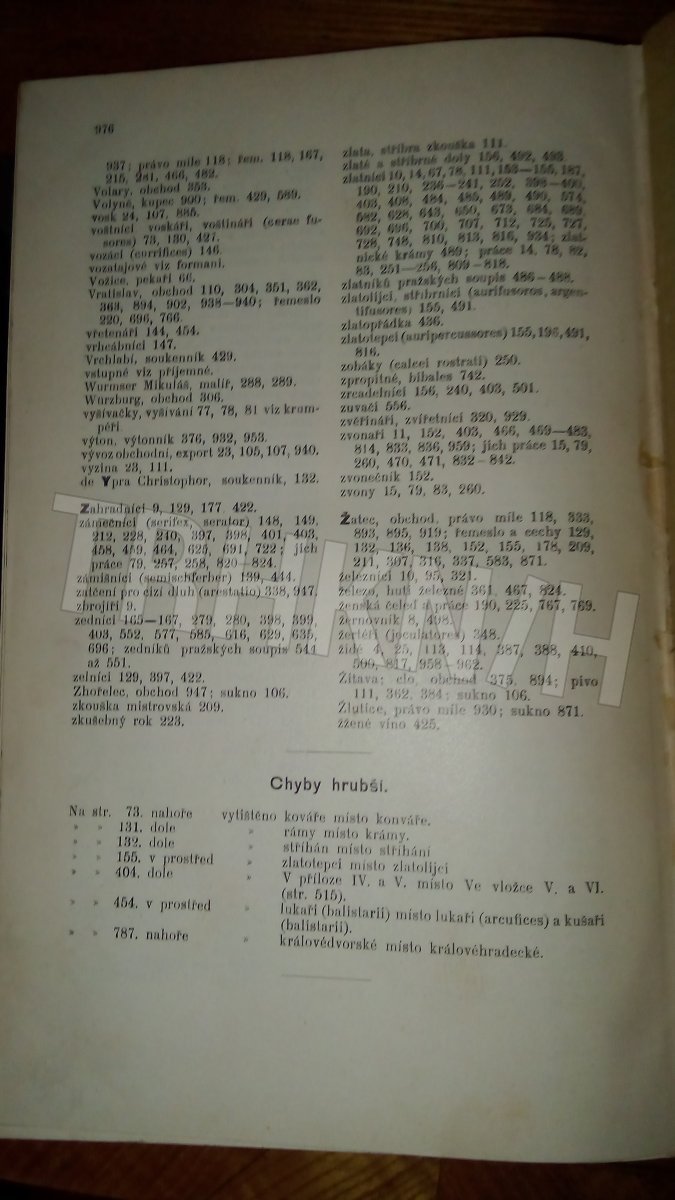 976
937; právo míle 118; řem. 118, 167,
215, 281, 466, 482.
Volary, obchod 353.
Volyně, kupec 900; řem. 429, 589.
vosk 24, 107, 885.
voštníci voskáři, voštináři (cerae fu-
sores) 73, 130, 427.
vozáci (currifices) 146.
vozatajové viz formani.
Vožice, pekaři 66.
Vratislav, obchod 110, 304, 351, 362,
363, 894, 902, 938—940; řemeslo
220, 696, 766.
vřetenáři 144, 454.
vrhcábníci 147.
Vrchlabí, soukenník 429.
vstupné viz příjemné.
Wurmser Mikuláš, malíř, 288, 289.
Würzburg, obchod 306.
vyšívačky, vyšívání 77, 78, 81 viz krum-
péři.
výton, výtonník 376, 932, 953.
vývoz obchodní, export 23, 105, 107, 940.
vyzina 23, 111.
de Ypra Christophor, soukenník, 132.
Zahradníci 9, 129, 177, 422.
zámečníci (serifex, serator) 148, 149,
212, 228, 240, 397, 398, 401, 403,
458, 459, 464, 625, 691, 722; jich
práce 79, 257, 258, 820—824.
zámišníci (semischferber) 139, 444.
zatčení pro cizí dluh (arestatio) 338, 947.
zbrojíři 9.
zedníci 165—167, 279, 280, 398, 399,
403, 552, 577, 585, 616, 629, 635,
696; zedníků pražských soupis 544
až 551.
zelníci 129, 397, 422.
Zhořelec, obchod 947; sukno 106.
zkouška mistrovská 209.
zkušebný rok 223.
zlata, stříbra zkouška 111.
zlaté a stříbrné doly 156, 492, 493.
zlatníci 10, 14, 67, 78, 111, 153—155, 187,
190, 210, 236—241, 252, 398—400,
403, 408, 484, 485, 489, 490, 574,
582, 628, 643, 650, 673, 684, 689,
692, 696, 700, 707, 712, 725, 727,
728, 748, 810, 813, 816, 934; zlat-
nické krámy 489; práce 14, 78, 82,
83, 251—256, 809—818.
zlatníků pražských soupis 486—488.
zlatolijci, stříbrníci (aurifusores, argen-
tifusores) 155, 491.
zlatopřádka 436.
zlatotepci (auripercussores) 155, 196, 491,
816.
zobáky (calcei rostrati) 250.
zpropitné, bibales 742.
zrcadelníci 156, 240, 403, 501.
zuvači 556.
zvěřináři, zvířetníci 320, 929.
zvonaři 11, 152, 403, 466, 469—483,
814, 833, 836, 959; jich práce 15, 79,
260, 470, 471, 832—842.
zvonečník 152.
zvony 15, 79, 83, 260.
Žatec, obchod, právo míle 118, 333,
893, 895, 919; řemeslo a cechy 129,
132, 136, 138, 152, 155, 178, 209,
211, 307, 316, 337, 583, 871.
železníci 10, 95, 321.
železo, huti železné 361, 467, 824.
ženská čeleď a práce 190, 225, 767, 769.
žernovník 8, 498.
žertéři (joculatores) 348.
židé 4, 25, 113, 114, 387, 388, 410,
509, 817, 958—962.
Žitava; clo, obchod 375, 894; pivo
111, 362, 384; sukno 106.
Žlutice, právo míle 930; sukno 871.
žžené víno 425.
Chyby hrubší.
Na str. 73. nahoře vytištěno kováře místo konváře.
» » 131. dole » rámy místo krámy.
» » 132. dole » stříhán místo stříhání
» » 155. v prostřed » zlatotepci místo zlatolijci
» » 404. dole » V příloze IV. a V. místo Ve vložce V. a VI.
(str. 515).
» » 454. v prostřed » lukaři (balistarii) místo lukaři (arcufices) a kušaři
(balistarii).
» » 787. nahoře » královédvorské místo královéhradecké.